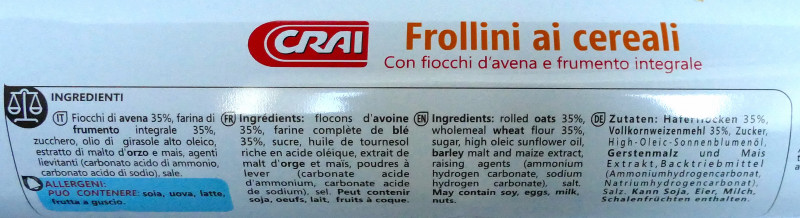 CRAI
Frollini ai cereali
Con fiocchi d'avena e frumento integrale
INGREDIENTI
IT Fiocchi di avena 35%, farina di
frumento integrale 35%,
zucchero, olio di girasole alto oleico,
estratto di malto d'orzo e mais, agenti
lievitanti (carbonato acido di ammonio,
carbonato acido di sodio), sale.
ALLERGENI:
PUÒ CONTENERE: soia, uova, latte,
frutta a guscio.
FR Ingrédients: flocons d'avoine
35%, farine complète de blé
35%, sucre, huile de tournesol
riche en acide oléique, extrait de
malt d'orge et maïs, poudres à
lever (carbonate acide
d'ammonium, carbonate acide
de sodium), sel. Peut contenir
soja, oeufs, lait, fruits à coque.
EN Ingredients: rolled oats 35%,
wholemeal wheat flour 35%,
sugar, high oleic sunflower oil,
barley malt and maize extract,
raising agents (ammonium
hydrogen carbonate, sodium
hydrogen carbonate), salt.
May contain soy, eggs, milk,
nuts.
DE Zutaten: Haferflocken 35%,
Vollkornweizenmehl 35%, Zucker,
High-Oleic-Sonnenblumenöl,
Gerstenmalz und Mais
Extrakt, Backtriebmittel
(Ammoniumhydrogencarbonat,
Natriumhydrogencarbonat),
Salz. Kann Soja, Eier, Milch,
Schalenfrüchten enthalten.